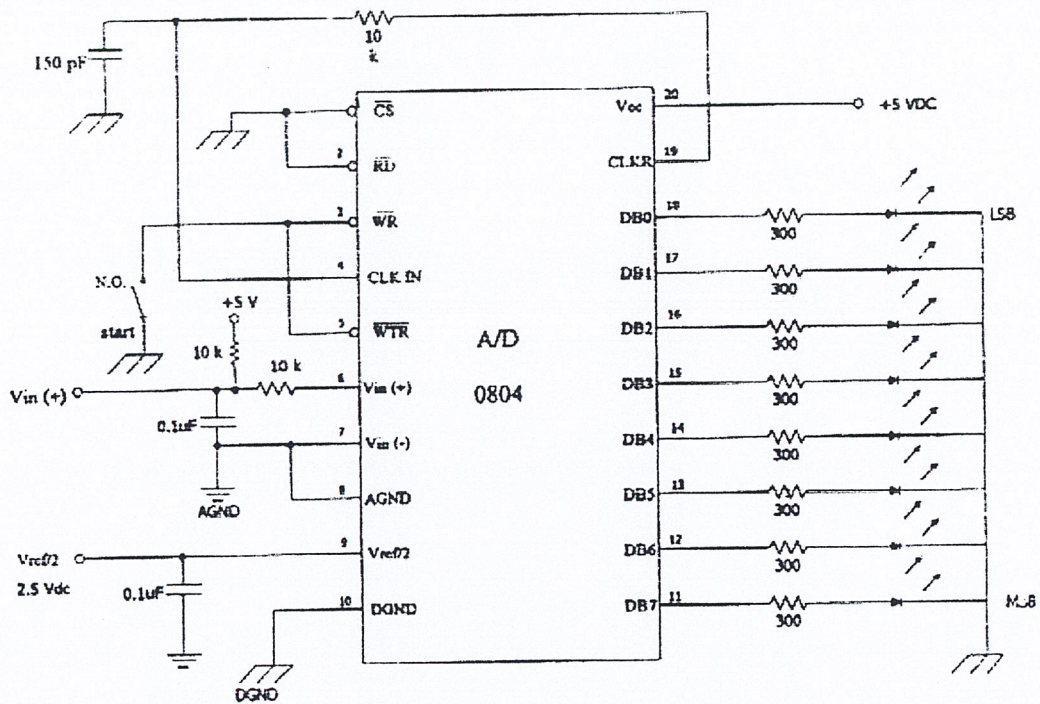 10
k
150 pF
1
CS
2
RD
3
WR
4
CLK IN
5
WTR
N.O.
start
+5 V
10 k
10 k
Vin (+)
6
Vin (+)
0.1uF
7
Vin (-)
8
AGND
AGND
9
Vref/2
Vref/2
2.5 Vdc
0.1uF
10
DGND
DGND
A/D
0804
Vcc
20
+5 VDC
CLKR
19
DB0
18
300
LSB
DB1
17
300
DB2
16
300
DB3
15
300
DB4
14
300
DB5
13
300
DB6
12
300
DB7
11
300
MSB